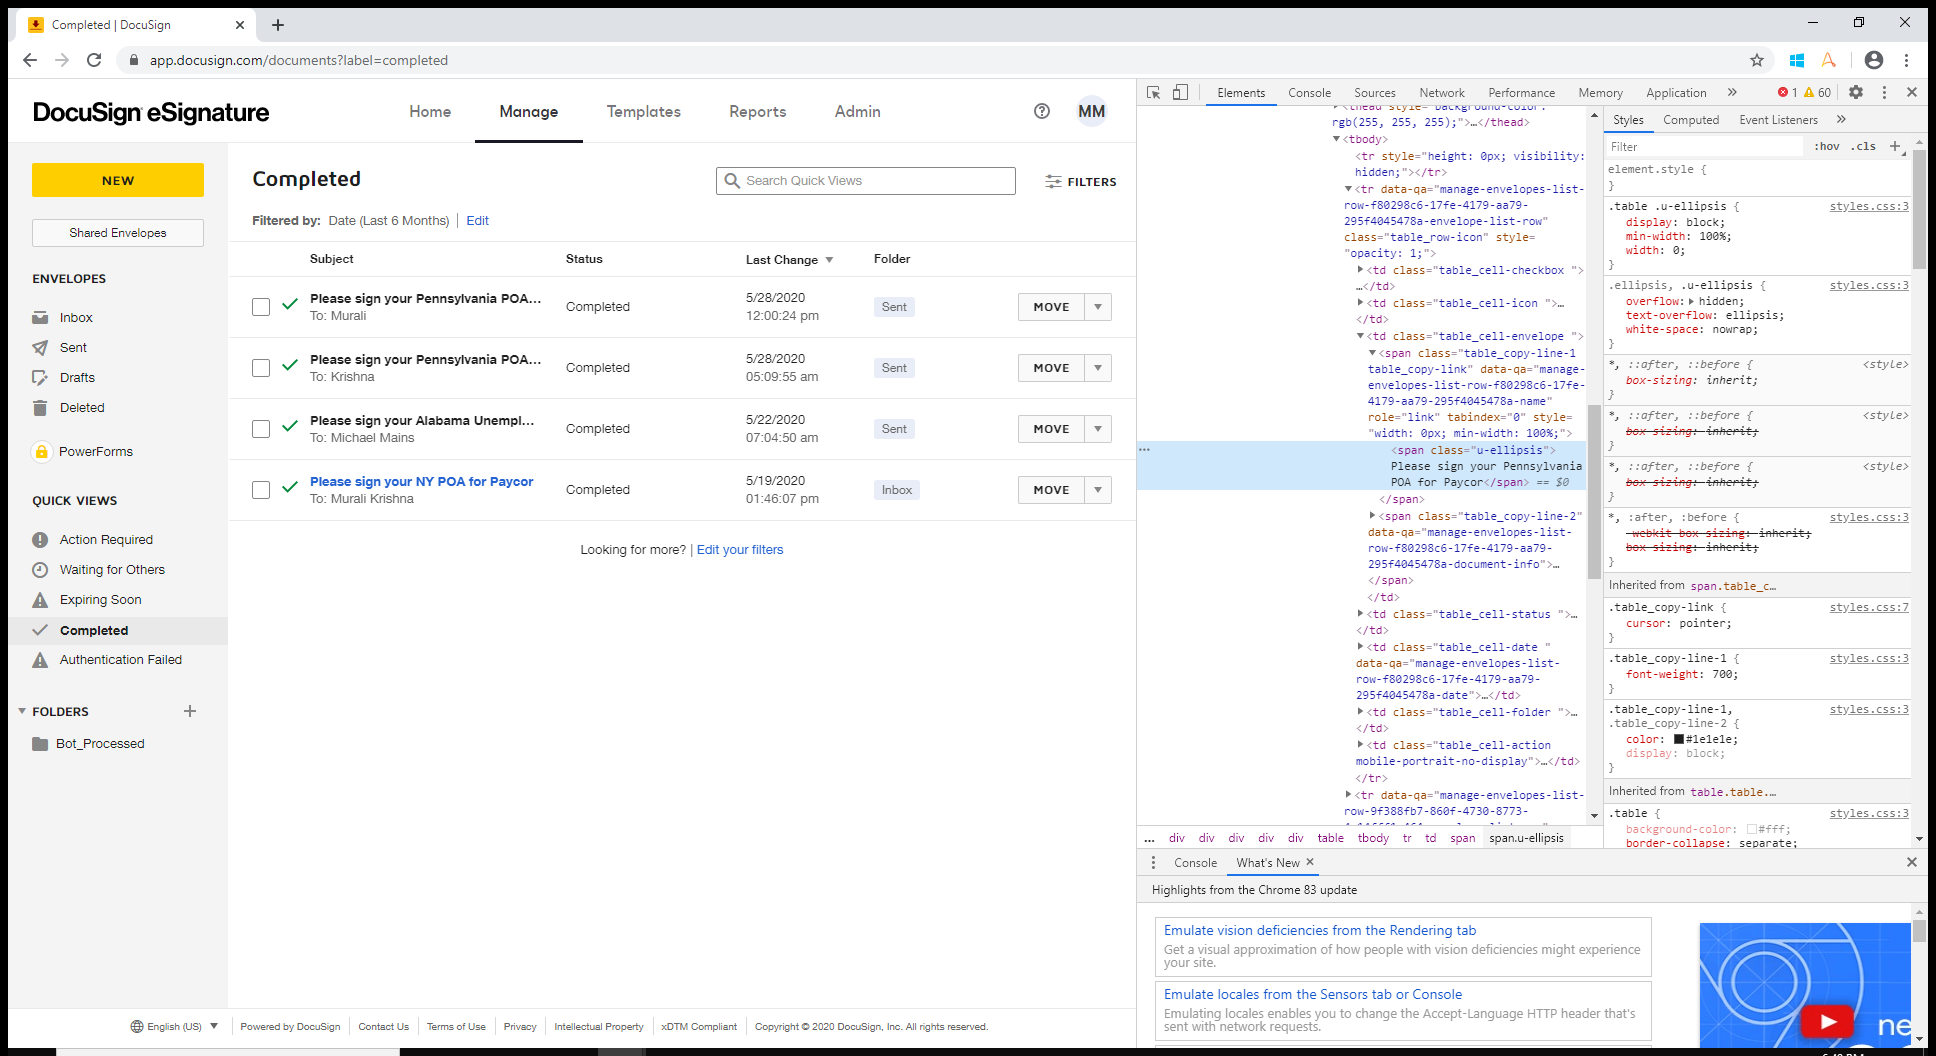 Completed | DocuSign
app.docusign.com/documents?label=completed
DocuSign eSignature
Home
Manage
Templates
Reports
Admin
MM
NEW
Shared Envelopes
ENVELOPES
Inbox
Sent
Drafts
Deleted
PowerForms
QUICK VIEWS
Action Required
Waiting for Others
Expiring Soon
Completed
Authentication Failed
FOLDERS
Bot_Processed
Completed
Search Quick Views
FILTERS
Filtered by: Date (Last 6 Months) | Edit
Subject Status Last Change Folder
Please sign your Pennsylvania POA...
To: Murali
Completed
5/28/2020
12:00:24 pm
Sent
MOVE
Please sign your Pennsylvania POA...
To: Krishna
Completed
5/28/2020
05:09:55 am
Sent
MOVE
Please sign your Alabama Unempl...
To: Michael Mains
Completed
5/22/2020
07:04:50 am
Sent
MOVE
Please sign your NY POA for Paycor
To: Murali Krishna
Completed
5/19/2020
01:46:07 pm
Inbox
MOVE
Looking for more? | Edit your filters
English (US)
Powered by DocuSign
Contact Us
Terms of Use
Privacy
Intellectual Property
xDTM Compliant
Copyright © 2020 DocuSign, Inc. All rights reserved.
Elements Console Sources Network Performance Memory Application » 1 60
<thead style="background-color:
rgb(255, 255, 255);">…</thead>
<tbody>
<tr style="height: 0px; visibility:
hidden;"></tr>
<tr data-qa="manage-envelopes-list-
row-f80298c6-17fe-4179-aa79-
295f4045478a-envelope-list-row"
class="table_row-icon" style=
"opacity: 1;">
<td class="table_cell-checkbox ">
…</td>
<td class="table_cell-icon ">…
</td>
<td class="table_cell-envelope ">
<span class="table_copy-line-1
table_copy-link" data-qa="manage-
envelopes-list-row-f80298c6-17fe-
4179-aa79-295f4045478a-name"
role="link" tabindex="0" style=
"width: 0px; min-width: 100%;">
<span class="u-ellipsis">
Please sign your Pennsylvania
POA for Paycor</span> == $0
</span>
<span class="table_copy-line-2"
data-qa="manage-envelopes-list-
row-f80298c6-17fe-4179-aa79-
295f4045478a-document-info">…
</span>
</td>
<td class="table_cell-status ">…
</td>
<td class="table_cell-date "
data-qa="manage-envelopes-list-
row-f80298c6-17fe-4179-aa79-
295f4045478a-date">…</td>
<td class="table_cell-folder ">…
</td>
<td class="table_cell-action
mobile-portrait-no-display">…</td>
</tr>
<tr data-qa="manage-envelopes-list-
row-9f388fb7-860f-4730-8773-
... div div div div div table tbody tr td span span.u-ellipsis
Styles Computed Event Listeners »
Filter :hov .cls +
element.style {
}
.table .u-ellipsis { styles.css:3
display: block;
min-width: 100%;
width: 0;
}
.ellipsis, .u-ellipsis { styles.css:3
overflow: hidden;
text-overflow: ellipsis;
white-space: nowrap;
}
*, ::after, ::before { <style>
box-sizing: inherit;
}
*, ::after, ::before { <style>
box-sizing: inherit;
}
*, ::after, ::before { <style>
box-sizing: inherit;
}
*, :after, :before { styles.css:3
-webkit-box-sizing: inherit;
box-sizing: inherit;
}
Inherited from span.table_c…
.table_copy-link { styles.css:7
cursor: pointer;
}
.table_copy-line-1 { styles.css:3
font-weight: 700;
}
.table_copy-line-1, styles.css:3
.table_copy-line-2 {
color: #1e1e1e;
display: block;
}
Inherited from table.table.…
.table { styles.css:3
background-color: #fff;
border-collapse: separate;
Console What's New
Highlights from the Chrome 83 update
Emulate vision deficiencies from the Rendering tab
Get a visual approximation of how people with vision deficiencies might experience
your site.
Emulate locales from the Sensors tab or Console
Emulating locales enables you to change the Accept-Language HTTP header that's
sent with network requests.
ne